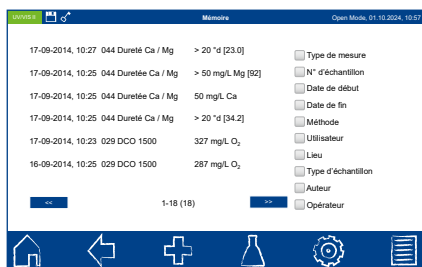 UV/VIS II Mémoire Open Mode, 01.10.2024, 10:57
17-09-2014, 10:27 044 Dureté Ca / Mg > 20 °d [23.0]
17-09-2014, 10:25 044 Duretée Ca / Mg > 50 mg/L Mg [92]
17-09-2014, 10:25 044 Duretée Ca / Mg 50 mg/L Ca
17-09-2014, 10:25 044 Duretée Ca / Mg > 20 °d [34.2]
17-09-2014, 10:23 029 DCO 1500 327 mg/L O₂
16-09-2014, 10:25 029 DCO 1500 287 mg/L O₂
<< 1-18 (18) >>
Type de mesure
N° d'échantillon
Date de début
Date de fin
Méthode
Utilisateur
Lieu
Type d'échantillon
Auteur
Opérateur